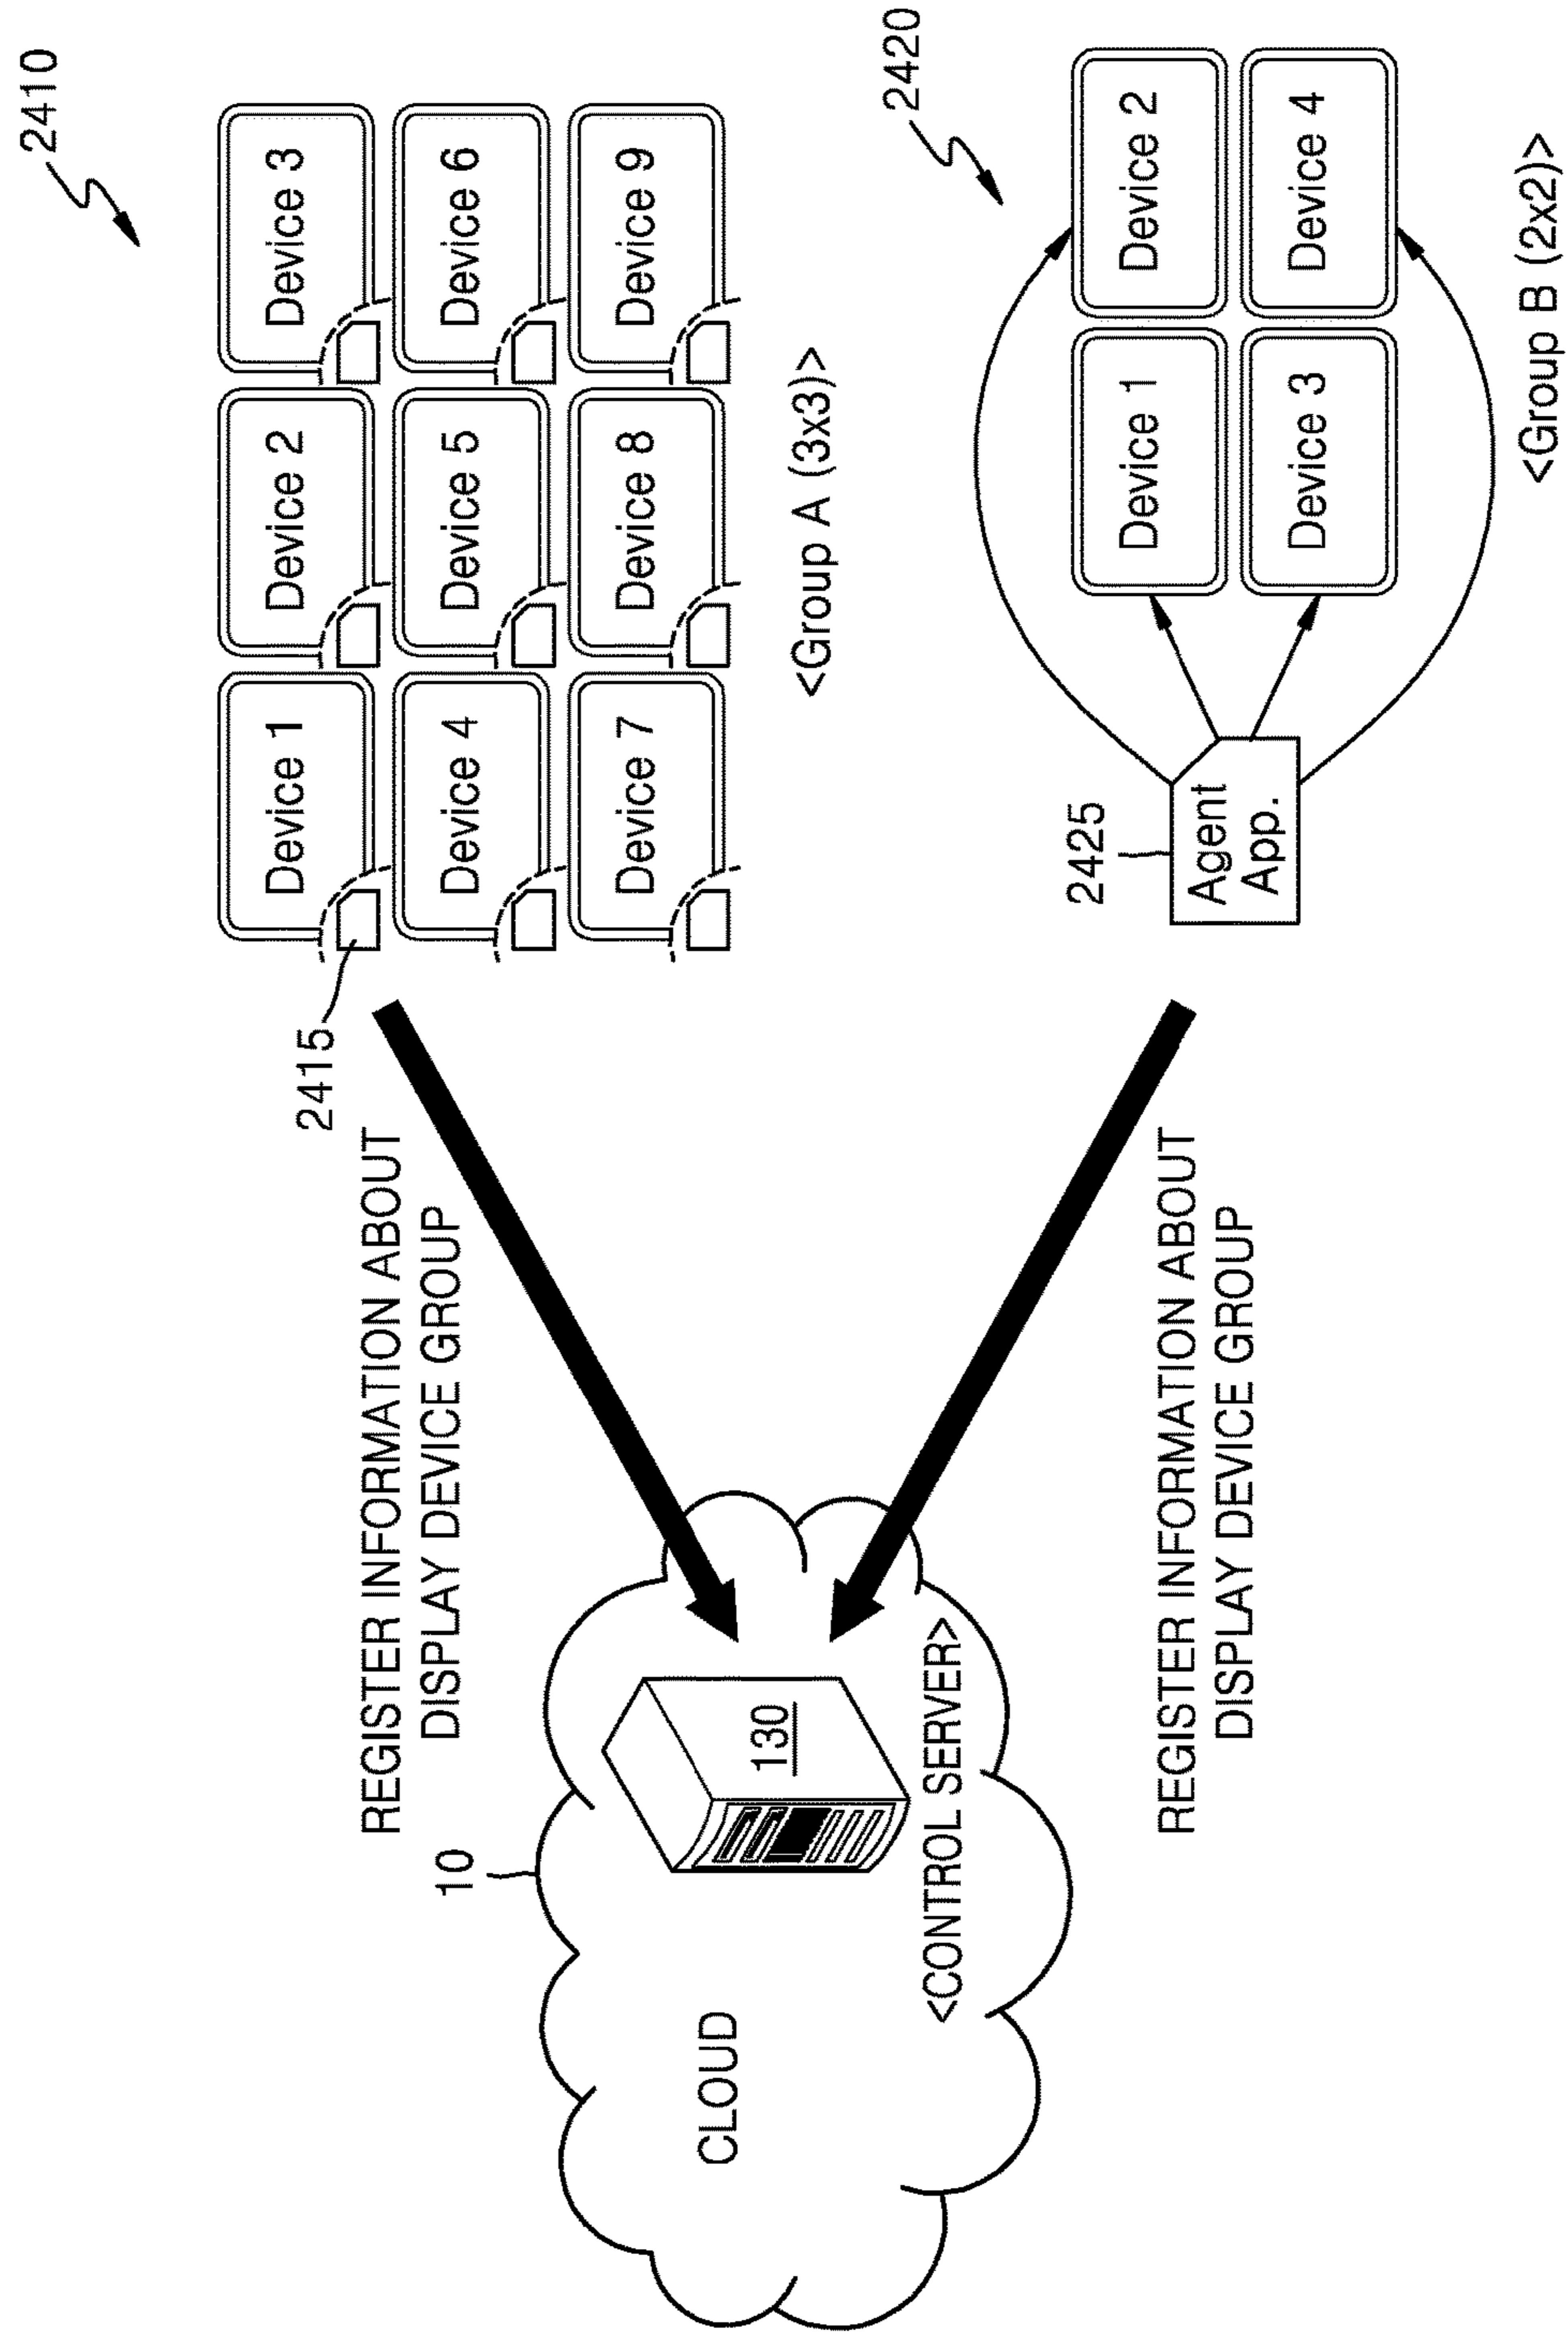 2410
Device 1
Device 2
Device 3
Device 4
Device 5
Device 6
Device 7
Device 8
Device 9
2415
<Group A (3x3)>
REGISTER INFORMATION ABOUT
DISPLAY DEVICE GROUP
10
CLOUD
130
<CONTROL SERVER>
2420
Device 1
Device 2
Device 3
Device 4
2425
Agent
App.
<Group B (2x2)>
REGISTER INFORMATION ABOUT
DISPLAY DEVICE GROUP